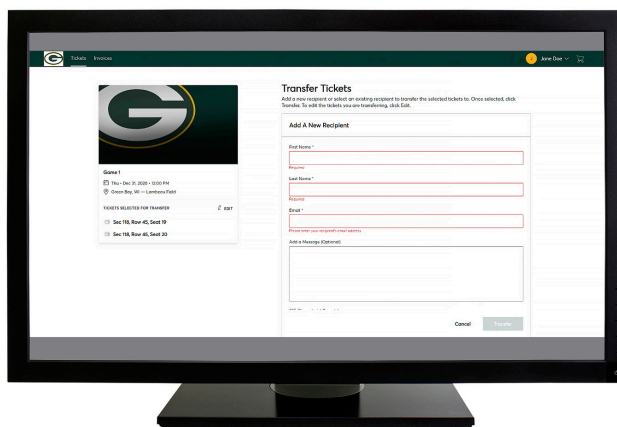 G
Tickets Invoices
J Jane Doe
G
Game 1
Thu • Dec 31, 2026 • 12:00 PM
Green Bay, WI — Lambeau Field
TICKETS SELECTED FOR TRANSFER EDIT
Sec 118, Row 45, Seat 19
Sec 118, Row 45, Seat 20
Transfer Tickets
Add a new recipient or select an existing recipient to transfer the selected tickets to. Once selected, click
Transfer. To edit the tickets you are transferring, click Edit.
Add A New Recipient
First Name *
Required
Last Name *
Required
Email *
Please enter your recipient's email address
Add a Message (Optional)
Cancel Transfer